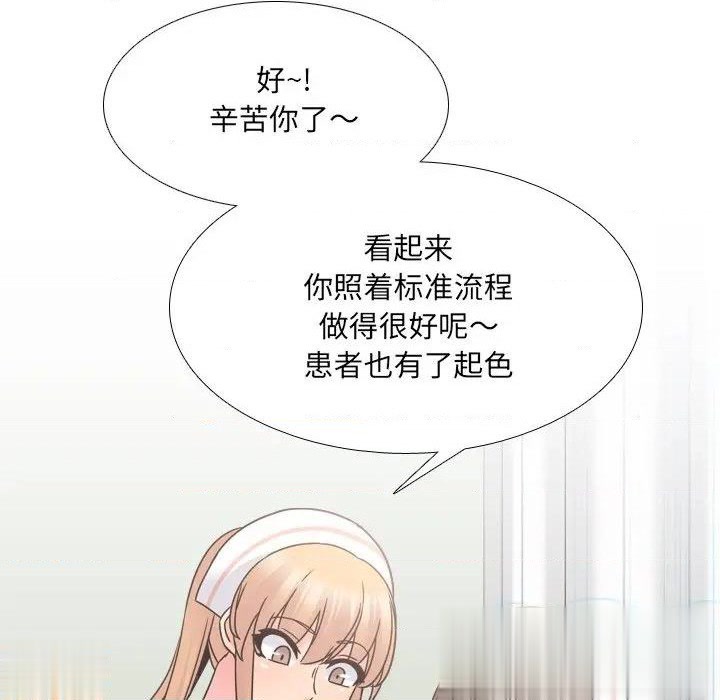 好~!
辛苦你了～
看起来
你照着标准流程
做得很好呢～
患者也有了起色